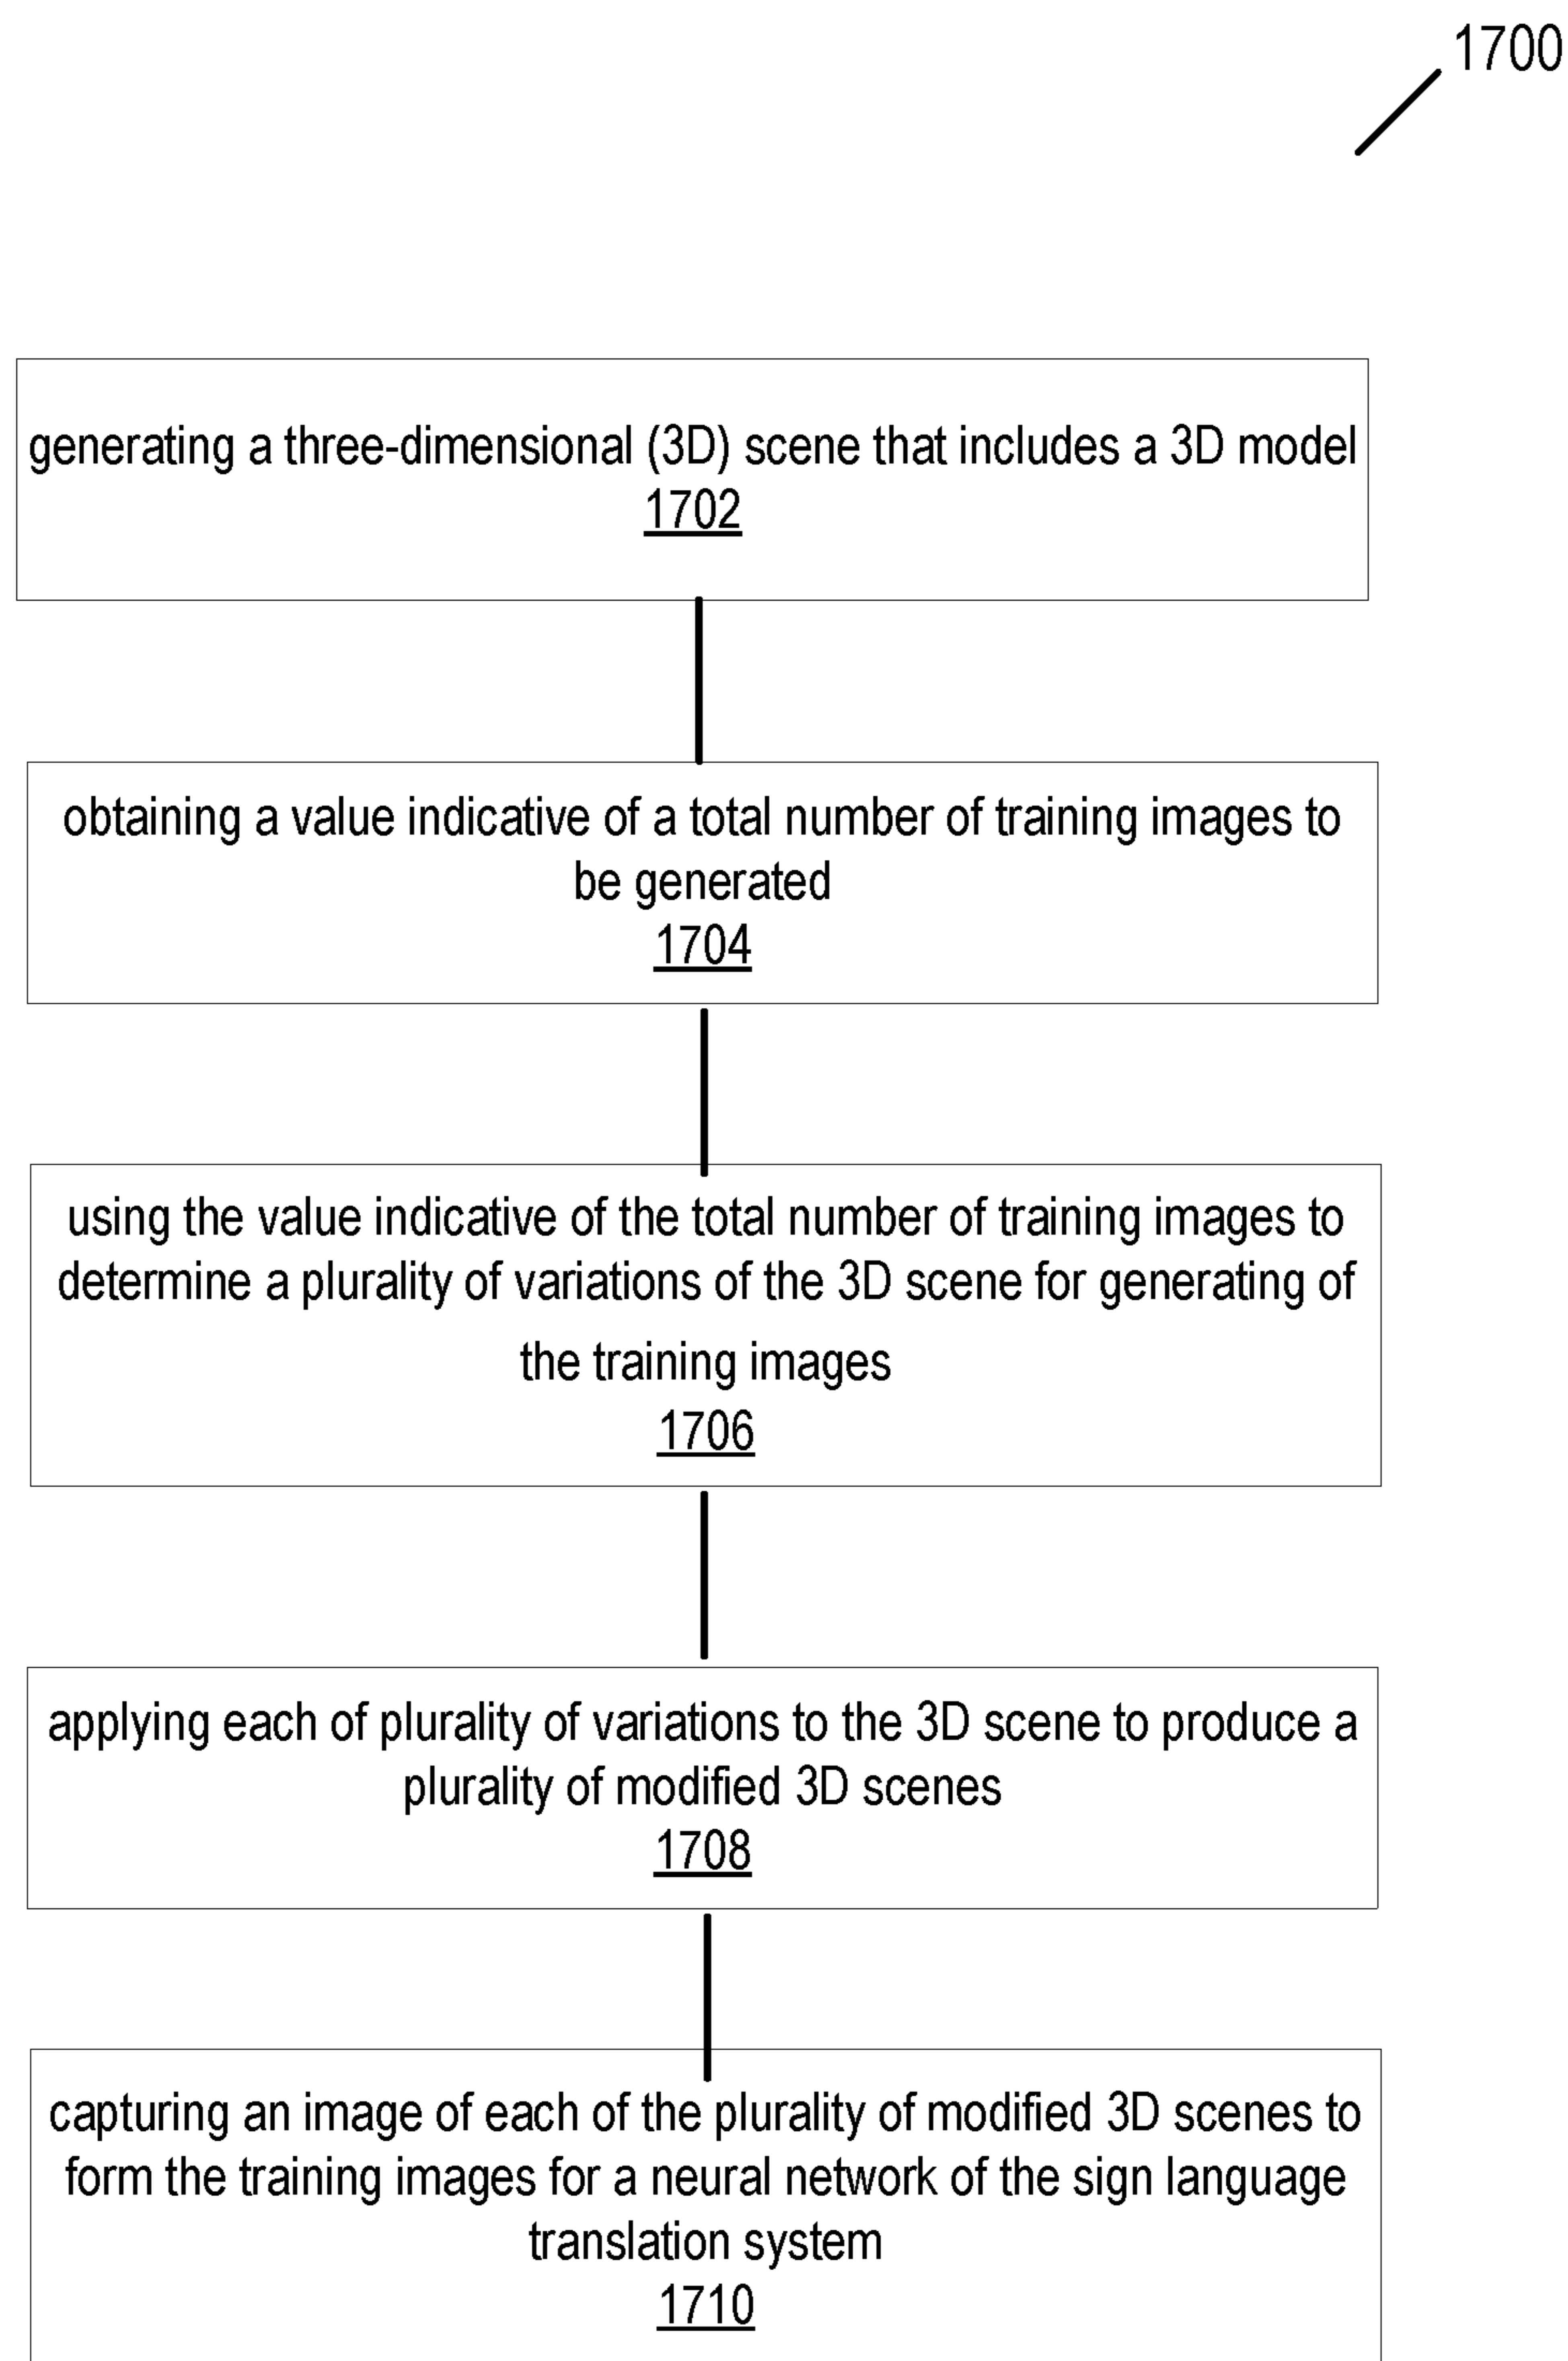 1700
generating a three-dimensional (3D) scene that includes a 3D model
1702
obtaining a value indicative of a total number of training images to
be generated
1704
using the value indicative of the total number of training images to
determine a plurality of variations of the 3D scene for generating of
the training images
1706
applying each of plurality of variations to the 3D scene to produce a
plurality of modified 3D scenes
1708
capturing an image of each of the plurality of modified 3D scenes to
form the training images for a neural network of the sign language
translation system
1710